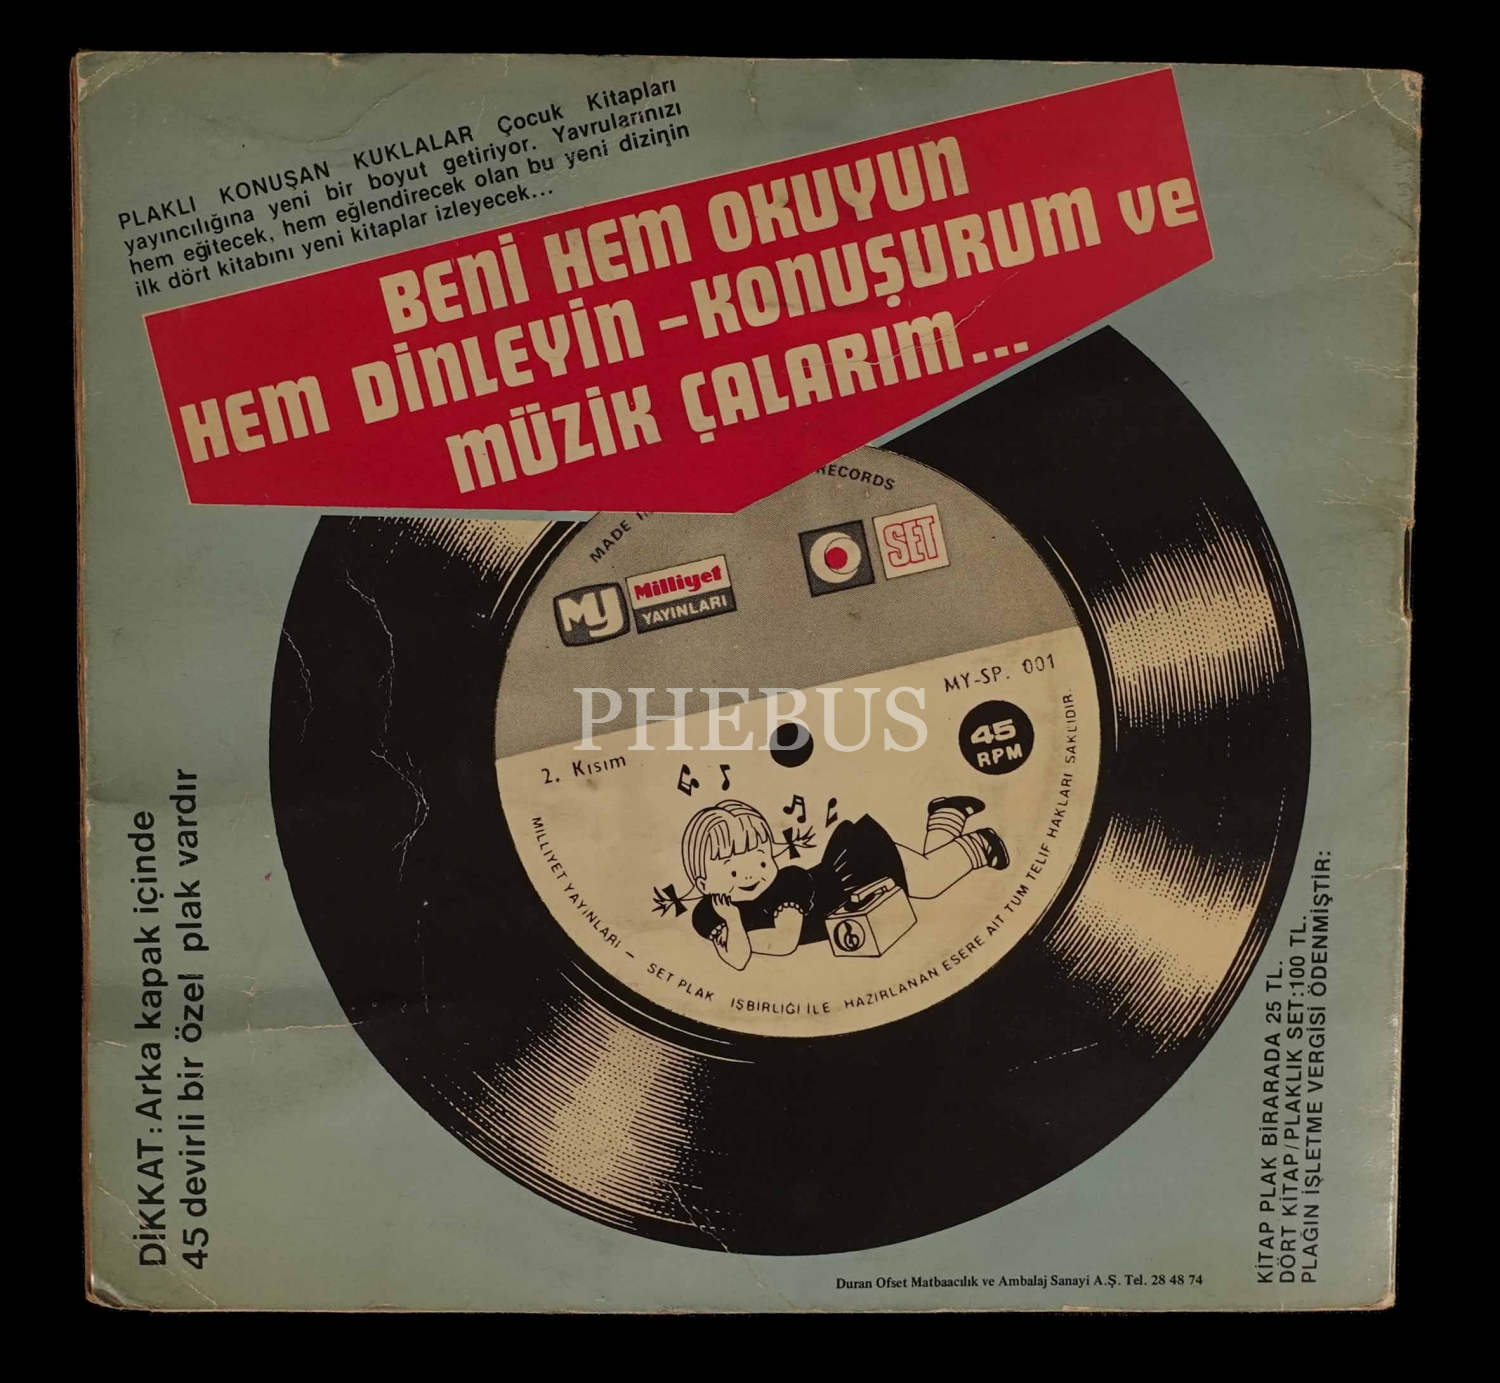 PLAKLI KONUŞAN KUKLALAR Çocuk Kitapları
yayıncılığına yeni bir boyut getiriyor. Yavrularınızı
hem eğitecek, hem eğlendirecek olan bu yeni dizinin
ilk dört kitabını yeni kitaplar izleyecek...
BENİ HEM OKUYUN
HEM DİNLEYİN - KONUŞURUM ve
MÜZİK ÇALARIM...
MADE
RECORDS
MY
Milliyet
YAYINLARI
SET
MY-SP. 001
45
RPM
2. Kısım
MİLLİYET YAYINLARI – SET PLAK İŞBİRLİĞİ İLE HAZIRLANAN ESERE AİT TÜM TELİF HAKLARI SAKLIDIR.
PHEBUS
DİKKAT: Arka kapak içinde
45 devirli bir özel plak vardır
KİTAP PLAK BİRARADA 25 TL.
DÖRT KİTAP/PLAKLIK SET:100 TL.
PLAĞIN İŞLETME VERGİSİ ÖDENMİŞTİR:
Duran Ofset Matbaacılık ve Ambalaj Sanayi A.Ş. Tel. 28 48 74